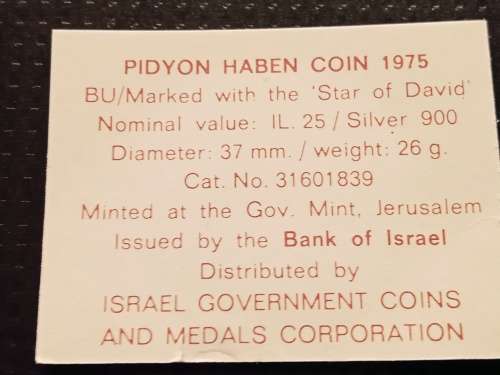 PIDYON HABEN COIN 1975
BU/Marked with the 'Star of David'
Nominal value: IL. 25 / Silver 900
Diameter: 37 mm. / weight: 26 g.
Cat. No. 31601839
Minted at the Gov. Mint, Jerusalem
Issued by the Bank of Israel
Distributed by
ISRAEL GOVERNMENT COINS
AND MEDALS CORPORATION